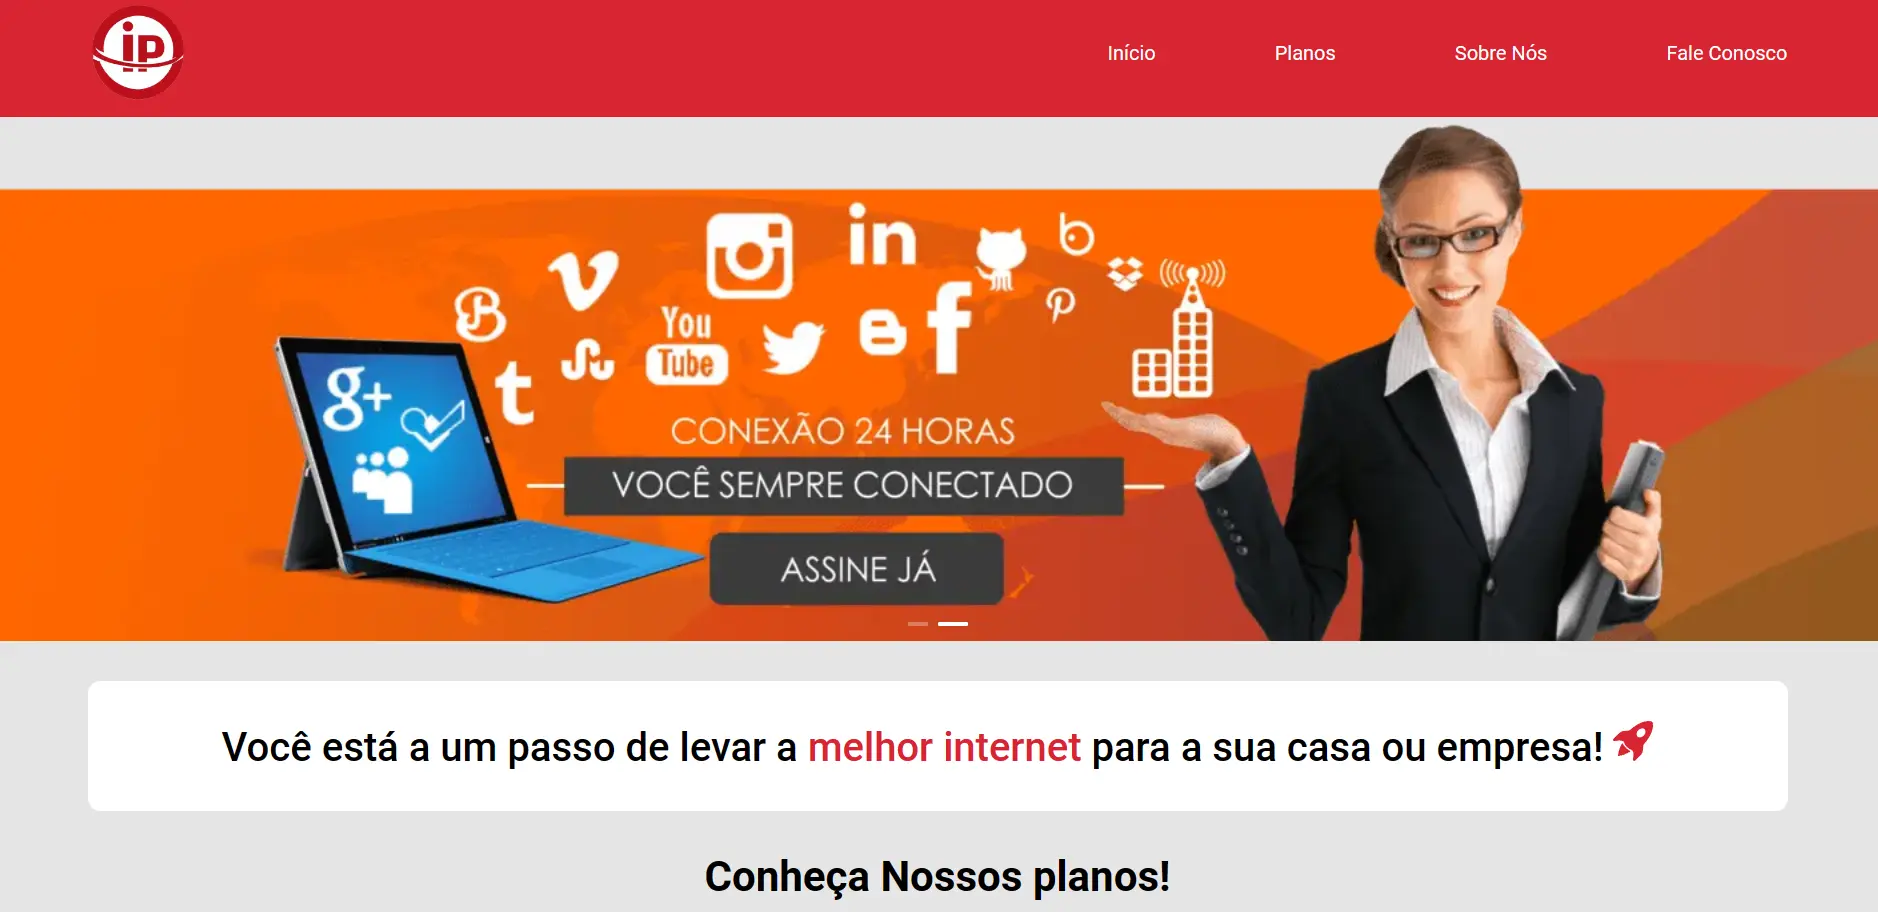 ip
Início
Planos
Sobre Nós
Fale Conosco
in
You
Tube
g+
t
f
CONEXÃO 24 HORAS
VOCÊ SEMPRE CONECTADO
ASSINE JÁ
Você está a um passo de levar a melhor internet para a sua casa ou empresa!
Conheça Nossos planos!